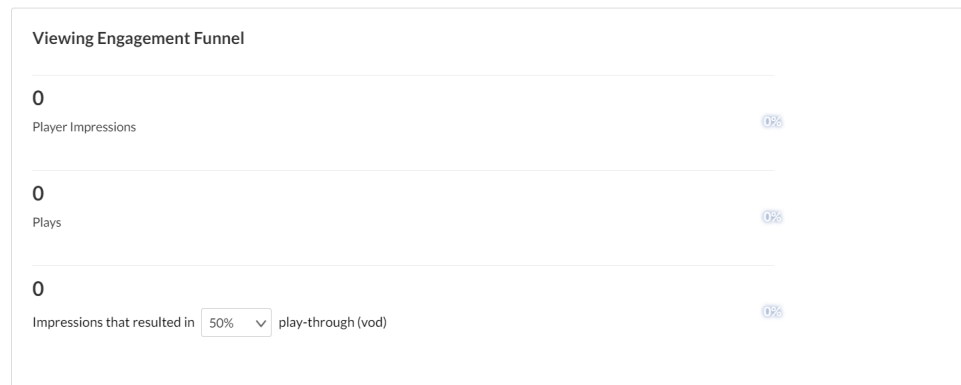 Viewing Engagement Funnel
0
Player Impressions
0%
0
Plays
0%
0
Impressions that resulted in 50% play-through (vod)
0%